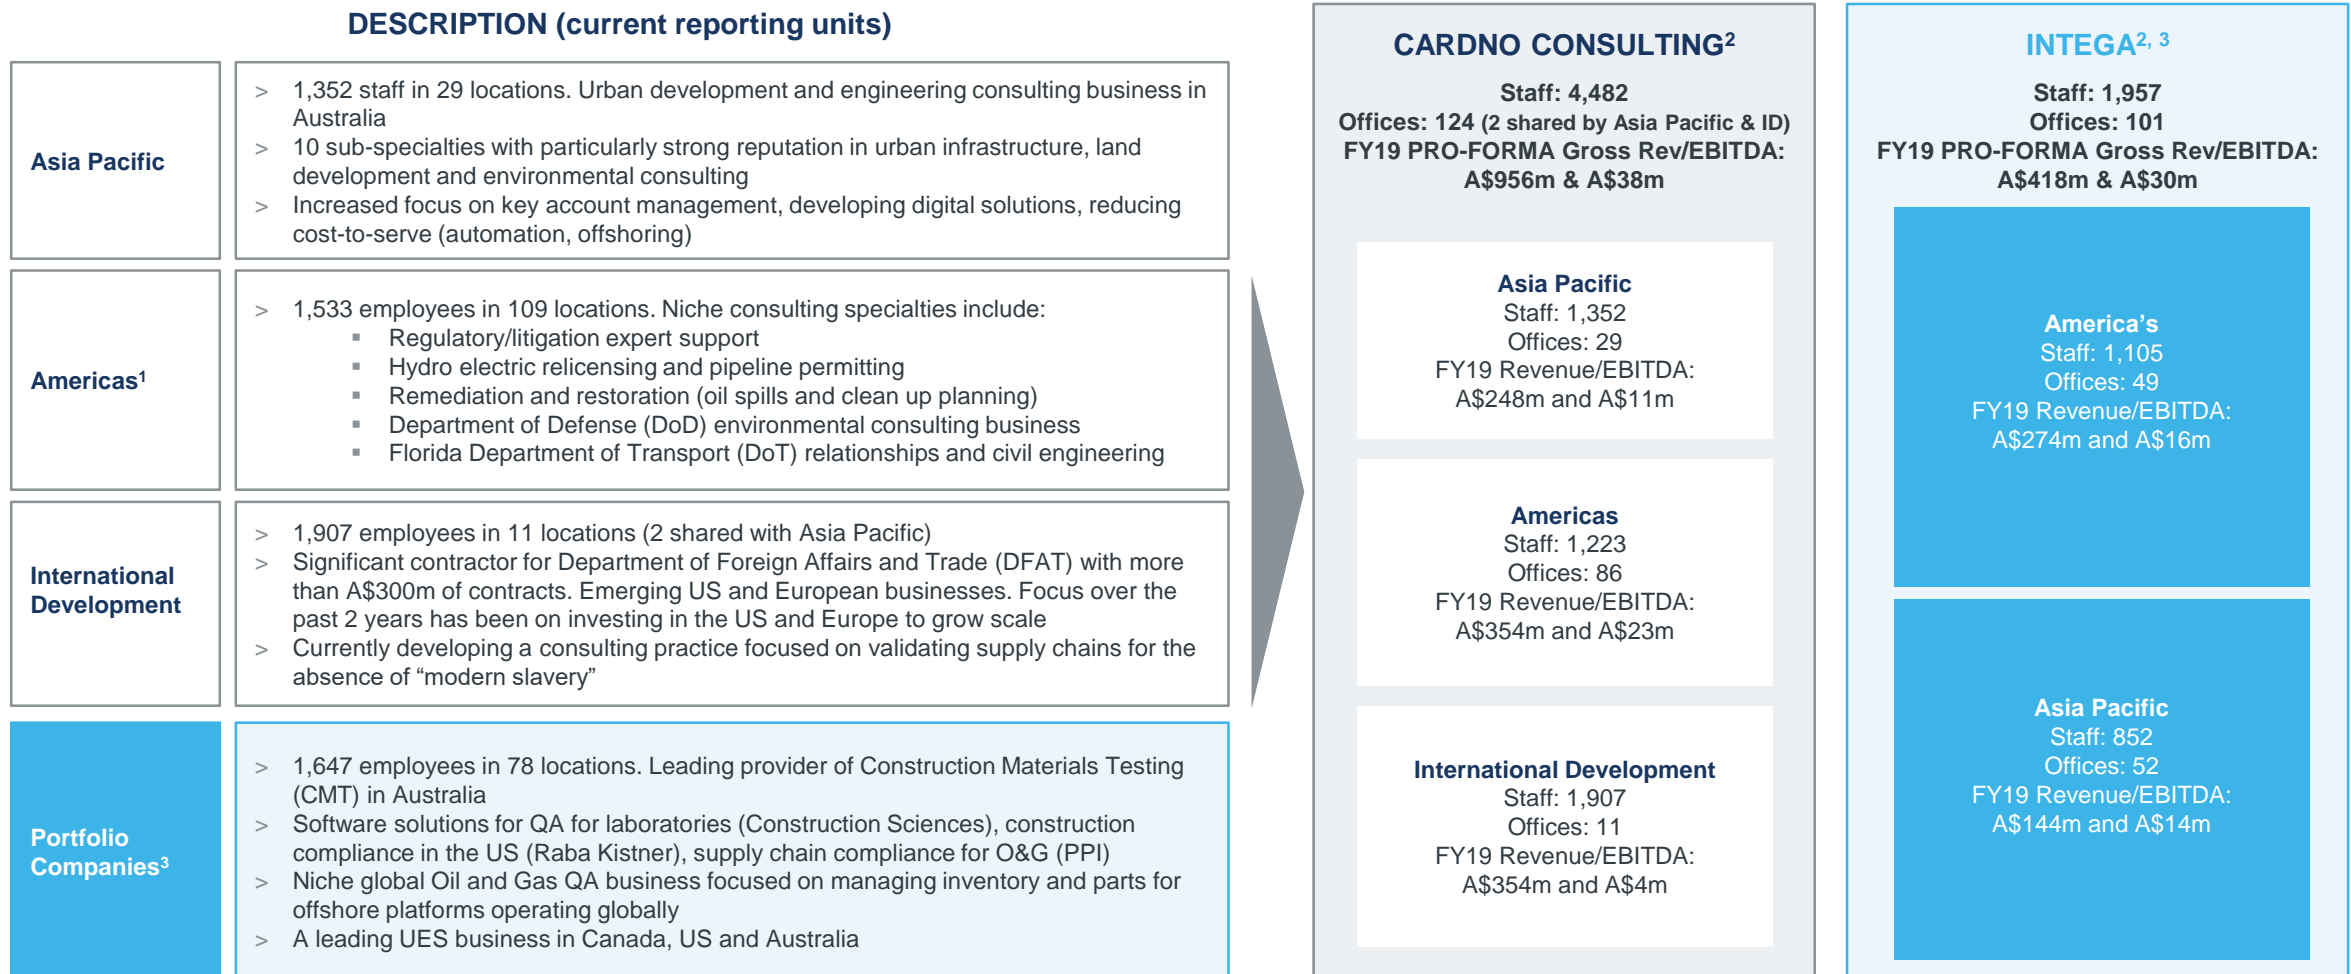 DESCRIPTION (current reporting units)
Asia Pacific
> 1,352 staff in 29 locations. Urban development and engineering consulting business in
Australia
> 10 sub-specialties with particularly strong reputation in urban infrastructure, land
development and environmental consulting
> Increased focus on key account management, developing digital solutions, reducing
cost-to-serve (automation, offshoring)
Americas¹
> 1,533 employees in 109 locations. Niche consulting specialties include:
▪ Regulatory/litigation expert support
▪ Hydro electric relicensing and pipeline permitting
▪ Remediation and restoration (oil spills and clean up planning)
▪ Department of Defense (DoD) environmental consulting business
▪ Florida Department of Transport (DoT) relationships and civil engineering
International
Development
> 1,907 employees in 11 locations (2 shared with Asia Pacific)
> Significant contractor for Department of Foreign Affairs and Trade (DFAT) with more
than A$300m of contracts. Emerging US and European businesses. Focus over the
past 2 years has been on investing in the US and Europe to grow scale
> Currently developing a consulting practice focused on validating supply chains for the
absence of “modern slavery”
Portfolio
Companies³
> 1,647 employees in 78 locations. Leading provider of Construction Materials Testing
(CMT) in Australia
> Software solutions for QA for laboratories (Construction Sciences), construction
compliance in the US (Raba Kistner), supply chain compliance for O&G (PPI)
> Niche global Oil and Gas QA business focused on managing inventory and parts for
offshore platforms operating globally
> A leading UES business in Canada, US and Australia
CARDNO CONSULTING²
Staff: 4,482
Offices: 124 (2 shared by Asia Pacific & ID)
FY19 PRO-FORMA Gross Rev/EBITDA:
A$956m & A$38m
Asia Pacific
Staff: 1,352
Offices: 29
FY19 Revenue/EBITDA:
A$248m and A$11m
Americas
Staff: 1,223
Offices: 86
FY19 Revenue/EBITDA:
A$354m and A$23m
International Development
Staff: 1,907
Offices: 11
FY19 Revenue/EBITDA:
A$354m and A$4m
INTEGA²,³
Staff: 1,957
Offices: 101
FY19 PRO-FORMA Gross Rev/EBITDA:
A$418m & A$30m
America’s
Staff: 1,105
Offices: 49
FY19 Revenue/EBITDA:
A$274m and A$16m
Asia Pacific
Staff: 852
Offices: 52
FY19 Revenue/EBITDA:
A$144m and A$14m